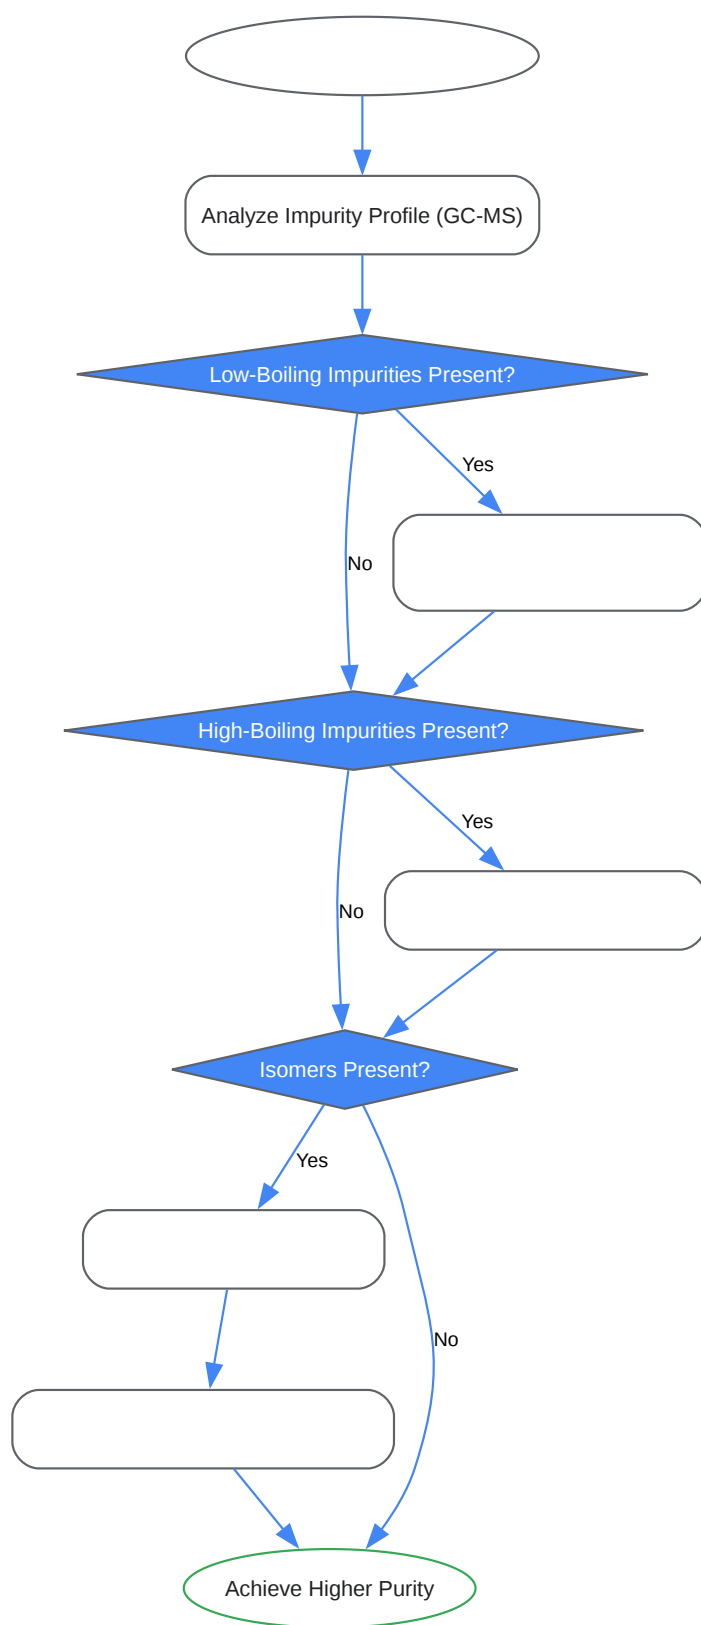 Analyze Impurity Profile (GC-MS)
Low-Boiling Impurities Present?
Yes
No
High-Boiling Impurities Present?
Yes
No
Isomers Present?
Yes
No
Achieve Higher Purity